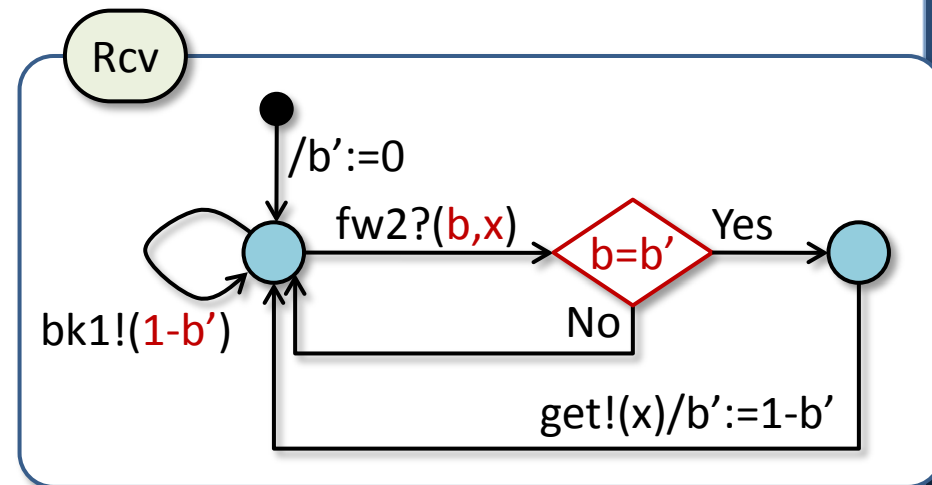 Rcv
/b’:=0
fw2?(b,x)
b=b’
Yes
bk1!(1-b’)
No
get!(x)/b’:=1-b’